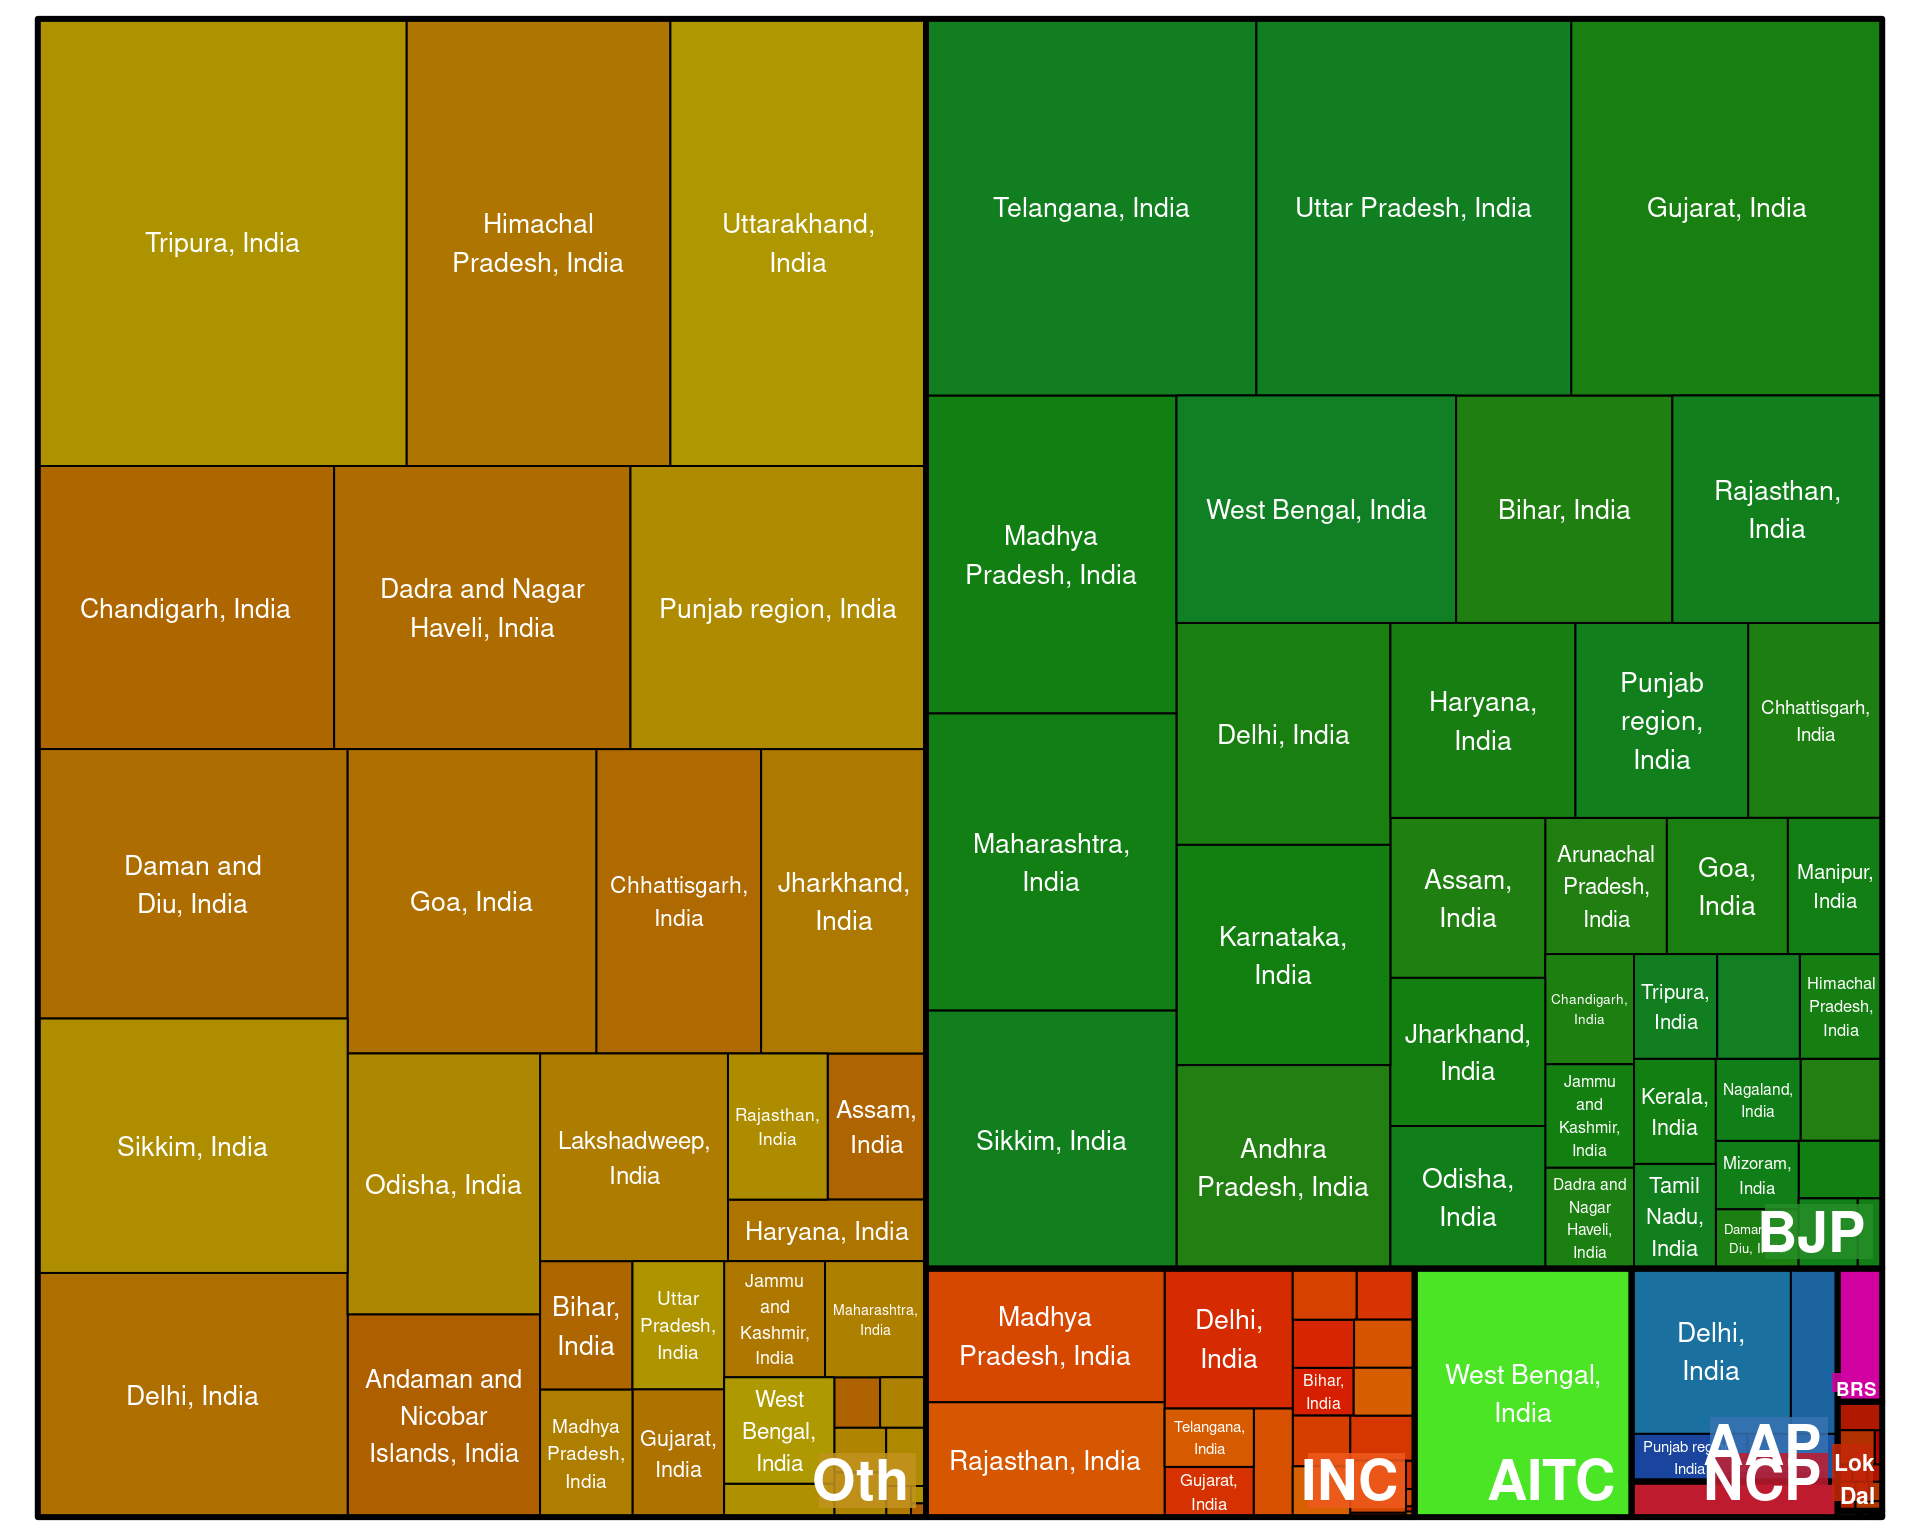 Tripura, India
Himachal
Pradesh, India
Uttarakhand,
India
Chandigarh, India
Dadra and Nagar
Haveli, India
Punjab region, India
Daman and
Diu, India
Goa, India
Chhattisgarh,
India
Jharkhand,
India
Sikkim, India
Odisha, India
Lakshadweep,
India
Rajasthan,
India
Assam,
India
Haryana, India
Delhi, India
Andaman and
Nicobar
Islands, India
Bihar,
India
Uttar
Pradesh,
India
Jammu
and
Kashmir,
India
Maharashtra,
India
Madhya
Pradesh,
India
Gujarat,
India
West
Bengal,
India
Oth
Telangana, India
Uttar Pradesh, India
Gujarat, India
Madhya
Pradesh, India
West Bengal, India
Bihar, India
Rajasthan,
India
Maharashtra,
India
Delhi, India
Haryana,
India
Punjab
region,
India
Chhattisgarh,
India
Karnataka,
India
Assam,
India
Arunachal
Pradesh,
India
Goa,
India
Manipur,
India
Sikkim, India
Andhra
Pradesh, India
Jharkhand,
India
Odisha,
India
Chandigarh,
India
Tripura,
India
Himachal
Pradesh,
India
Jammu
and
Kashmir,
India
Kerala,
India
Nagaland,
India
Dadra and
Nagar
Haveli,
India
Tamil
Nadu,
India
Mizoram,
India
Diu,
BJP
Madhya
Pradesh, India
Delhi,
India
Bihar,
India
Rajasthan, India
Telangana,
India
Gujarat,
India
INC
West Bengal,
India
AITC
Delhi,
India
Punjab
India
AAP
NCP
BRS
Lok
Dal